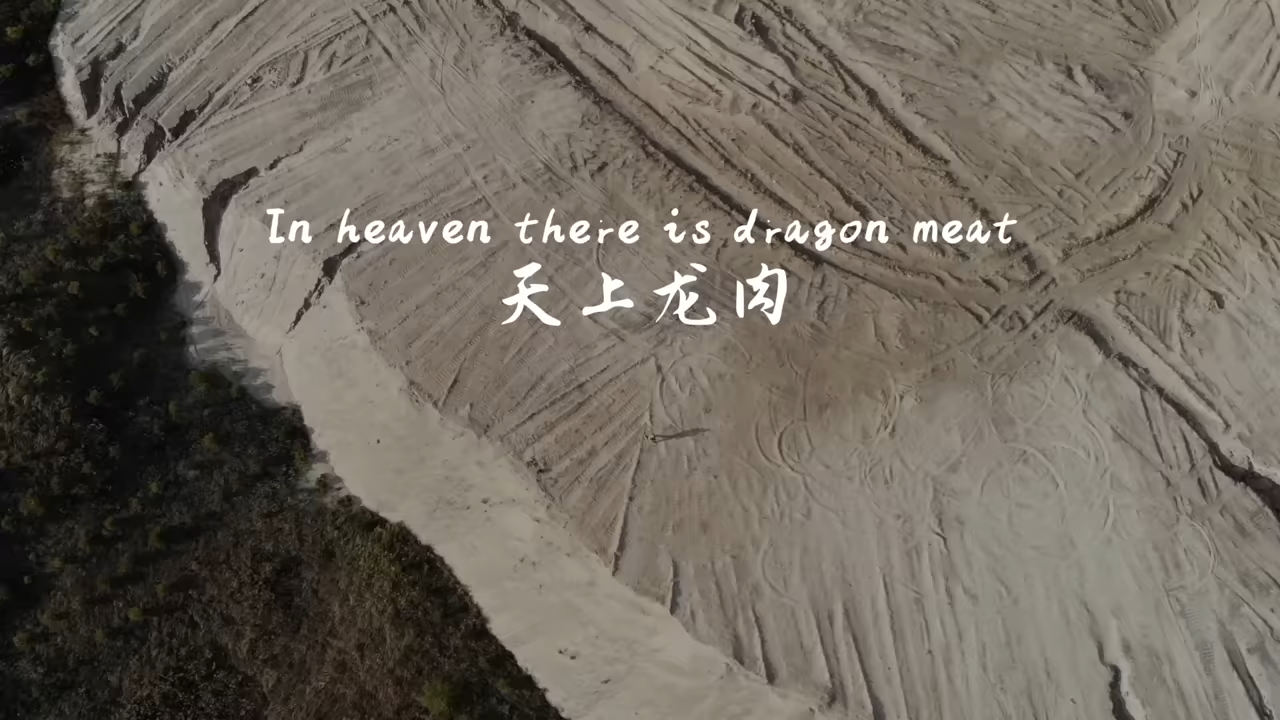 In heaven there is dragon meat
天上龙肉